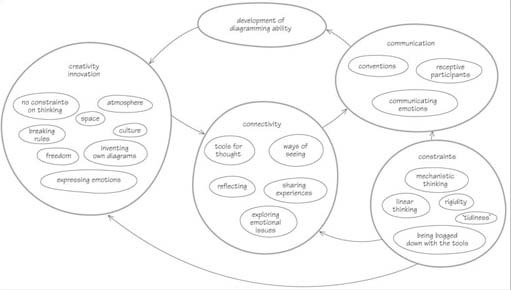 development of
diagramming ability
creativity
innovation
no constraints
on thinking
atmosphere
space
breaking
rules
culture
freedom
inventing
own diagrams
expressing emotions
connectivity
tools for
thought
ways of
seeing
reflecting
sharing
experiences
exploring
emotional
issues
communication
conventions
receptive
participants
communicating
emotions
constraints
mechanistic
thinking
linear
thinking
rigidity
'tidiness'
being bogged
down with the tools